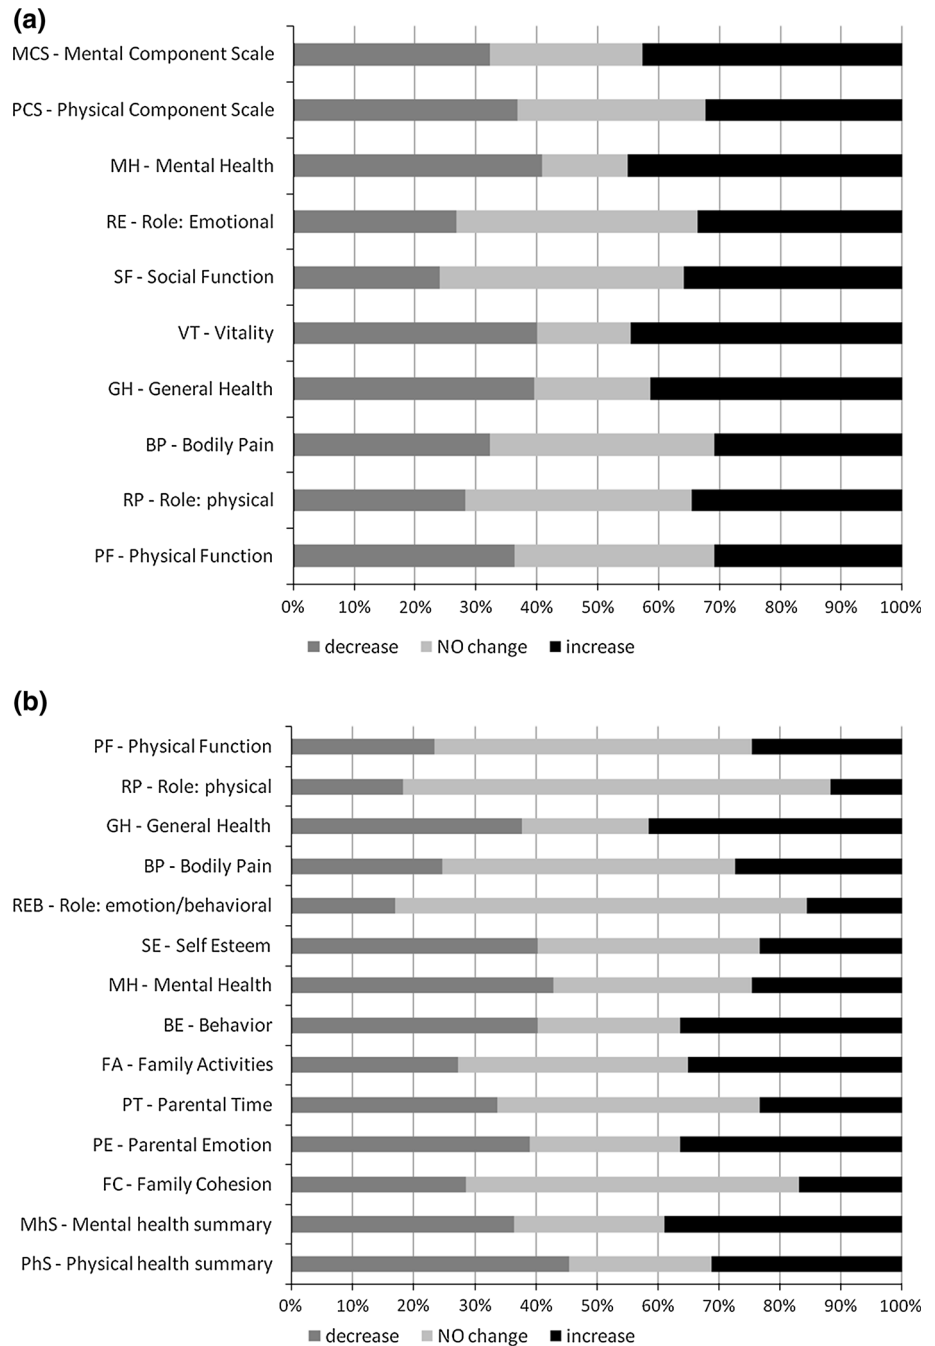 (a)
MCS - Mental Component Scale
PCS - Physical Component Scale
MH - Mental Health
RE - Role: Emotional
SF - Social Function
VT - Vitality
GH - General Health
BP - Bodily Pain
RP - Role: physical
PF - Physical Function
0% 10% 20% 30% 40% 50% 60% 70% 80% 90% 100%
decrease NO change increase
(b)
PF - Physical Function
RP - Role: physical
GH - General Health
BP - Bodily Pain
REB - Role: emotion/behavioral
SE - Self Esteem
MH - Mental Health
BE - Behavior
FA - Family Activities
PT - Parental Time
PE - Parental Emotion
FC - Family Cohesion
MhS - Mental health summary
PhS - Physical health summary
0% 10% 20% 30% 40% 50% 60% 70% 80% 90% 100%
decrease NO change increase